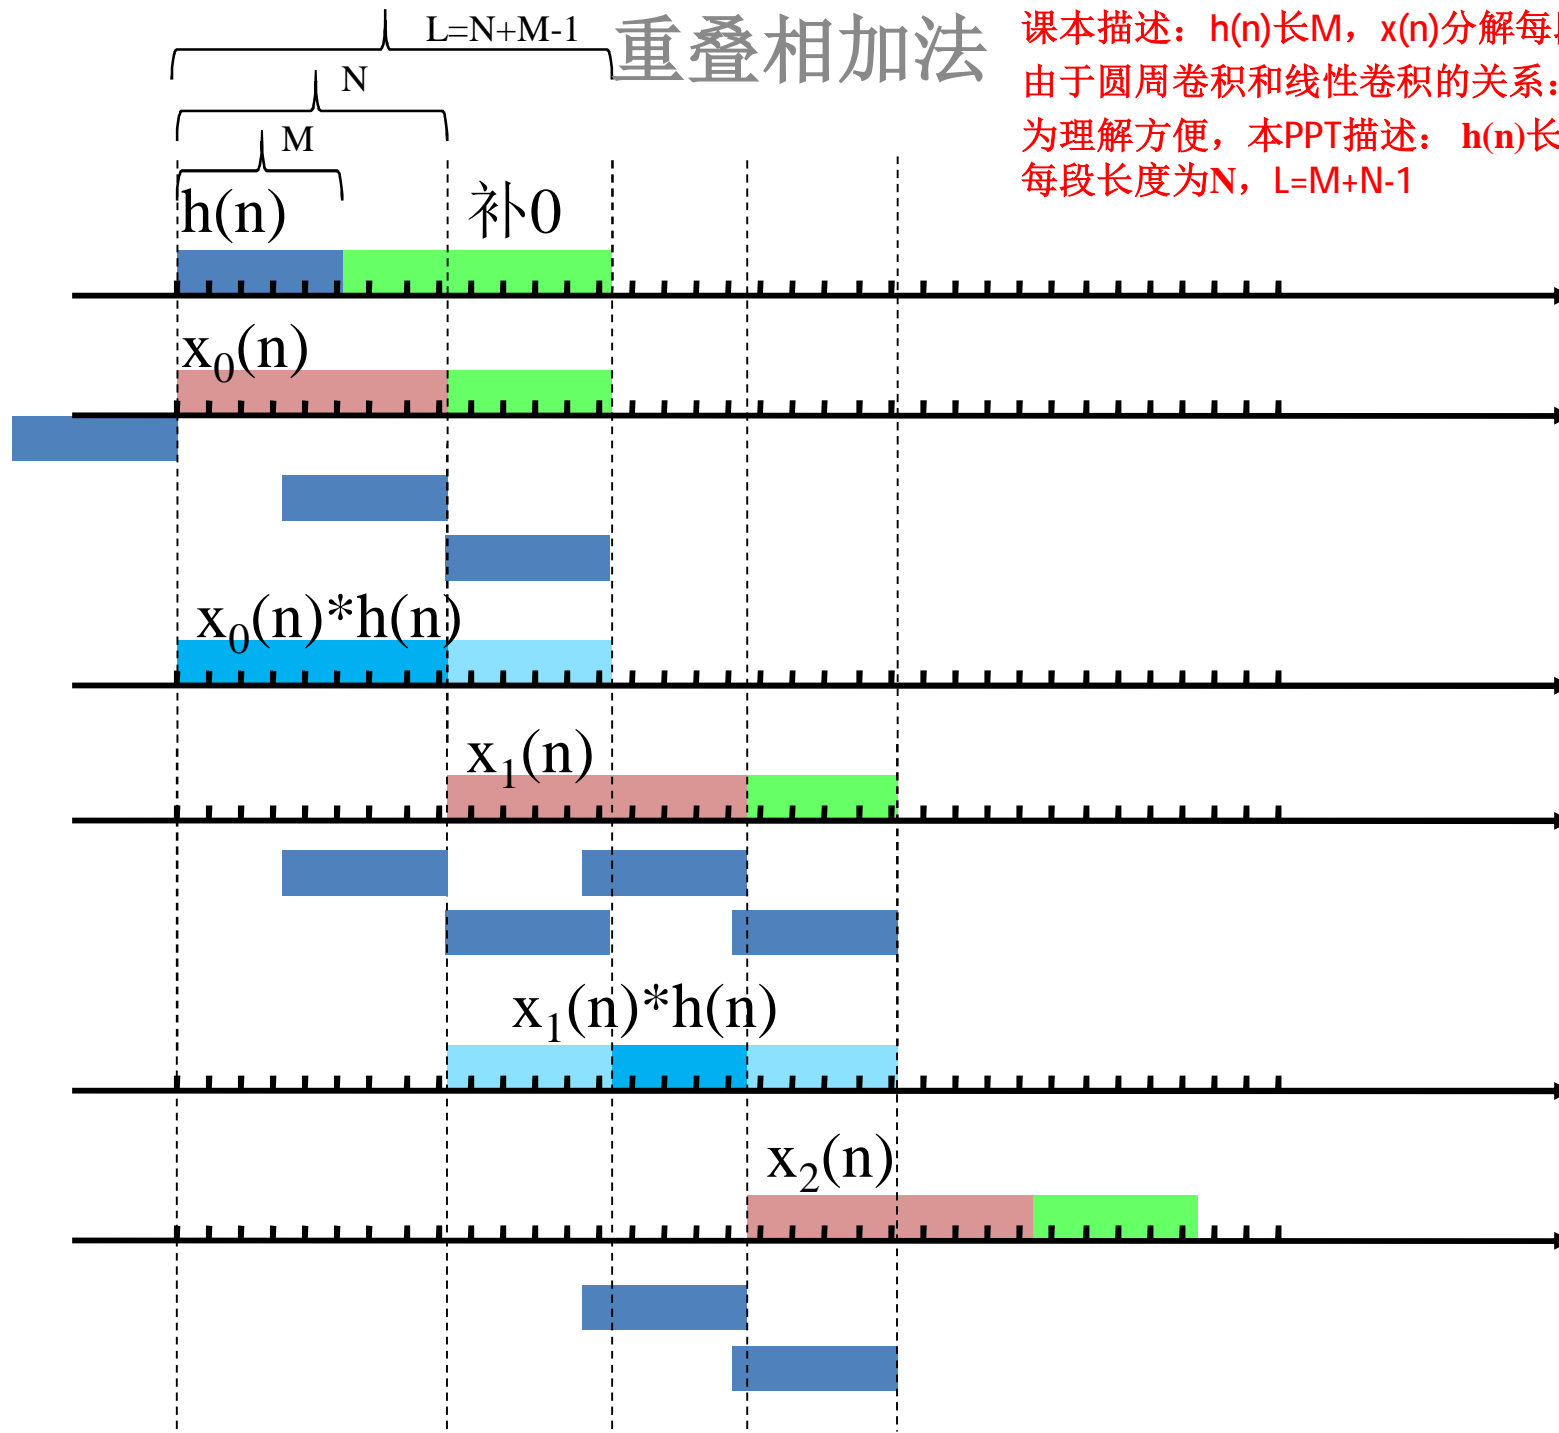 L=N+M-1
重叠相加法
N
M
课本描述：h(n)长M，x(n)分解每
由于圆周卷积和线性卷积的关系：
为理解方便，本PPT描述： h(n)长
每段长度为N，L=M+N-1
h(n)
补0
x₀(n)
x₀(n)*h(n)
x₁(n)
x₁(n)*h(n)
x₂(n)